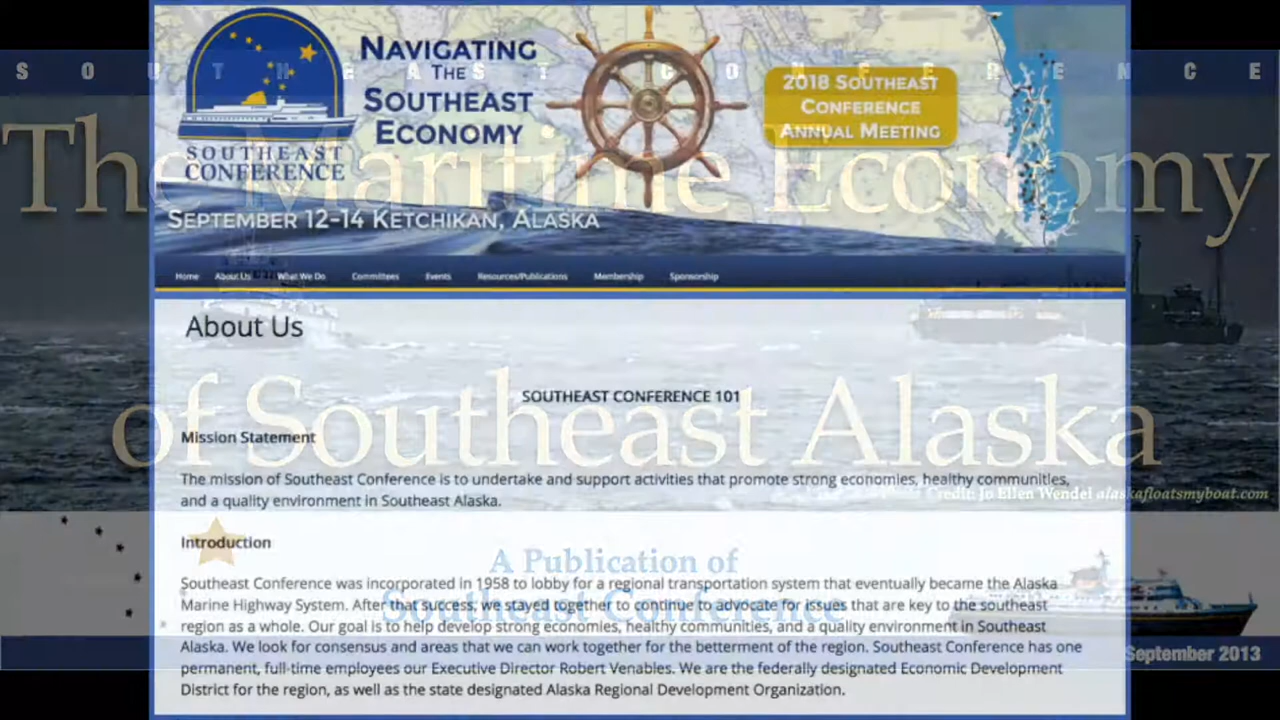 NAVIGATING
THE
SOUTHEAST
ECONOMY
2018 SOUTHEAST
CONFERENCE
ANNUAL MEETING
SOUTHEAST
CONFERENCE
SEPTEMBER 12-14 KETCHIKAN, ALASKA
Home About Us What We Do Committees Events Resources/Publications Membership Sponsorship
About Us
SOUTHEAST CONFERENCE 101
Mission Statement
The mission of Southeast Conference is to undertake and support activities that promote strong economies, healthy communities,
and a quality environment in Southeast Alaska.
Introduction
Southeast Conference was incorporated in 1958 to lobby for a regional transportation system that eventually became the Alaska
Marine Highway System. After that success, we stayed together to continue to advocate for issues that are key to the southeast
region as a whole. Our goal is to help develop strong economies, healthy communities, and a quality environment in Southeast
Alaska. We look for consensus and areas that we can work together for the betterment of the region. Southeast Conference has one
permanent, full-time employees our Executive Director Robert Venables. We are the federally designated Economic Development
District for the region, as well as the state designated Alaska Regional Development Organization.
SOUTHEAST CONFERENCE
The Maritime Economy
of Southeast Alaska
Credit: Jo Ellen Wendel alaskafloatsmyboat.com
A Publication of
Southeast Conference
September 2013